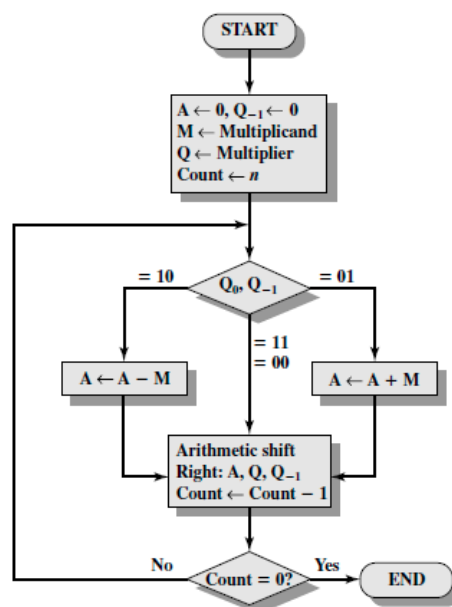 START
A ← 0, Q₋₁ ← 0
M ← Multiplicand
Q ← Multiplier
Count ← n
= 10
Q₀, Q₋₁
= 01
= 11
= 00
A ← A − M
A ← A + M
Arithmetic shift
Right: A, Q, Q₋₁
Count ← Count − 1
No
Count = 0?
Yes
END